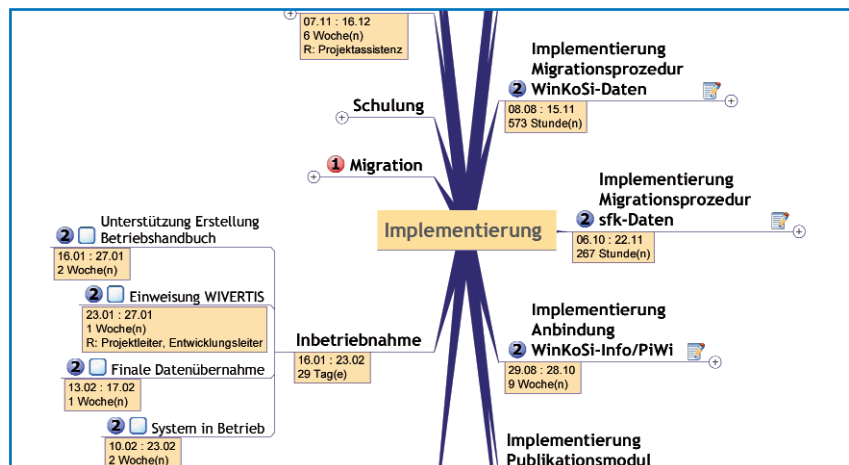 07.11 : 16.12
6 Woche(n)
R: Projektassistenz
Schulung
1 Migration
Implementierung
2 Unterstützung Erstellung
Betriebshandbuch
16.01 : 27.01
2 Woche(n)
2 Einweisung WIVERTIS
23.01 : 27.01
1 Woche(n)
R: Projektleiter, Entwicklungsleiter
2 Finale Datenübernahme
13.02 : 17.02
1 Woche(n)
2 System in Betrieb
10.02 : 23.02
2 Woche(n)
Inbetriebnahme
16.01 : 23.02
29 Tag(e)
Implementierung
Migrationsprozedur
2 WinKoSi-Daten
08.08 : 15.11
573 Stunde(n)
Implementierung
Migrationsprozedur
2 sfk-Daten
06.10 : 22.11
267 Stunde(n)
Implementierung
Anbindung
2 WinKoSi-Info/PiWi
29.08 : 28.10
9 Woche(n)
Implementierung
Publikationsmodul